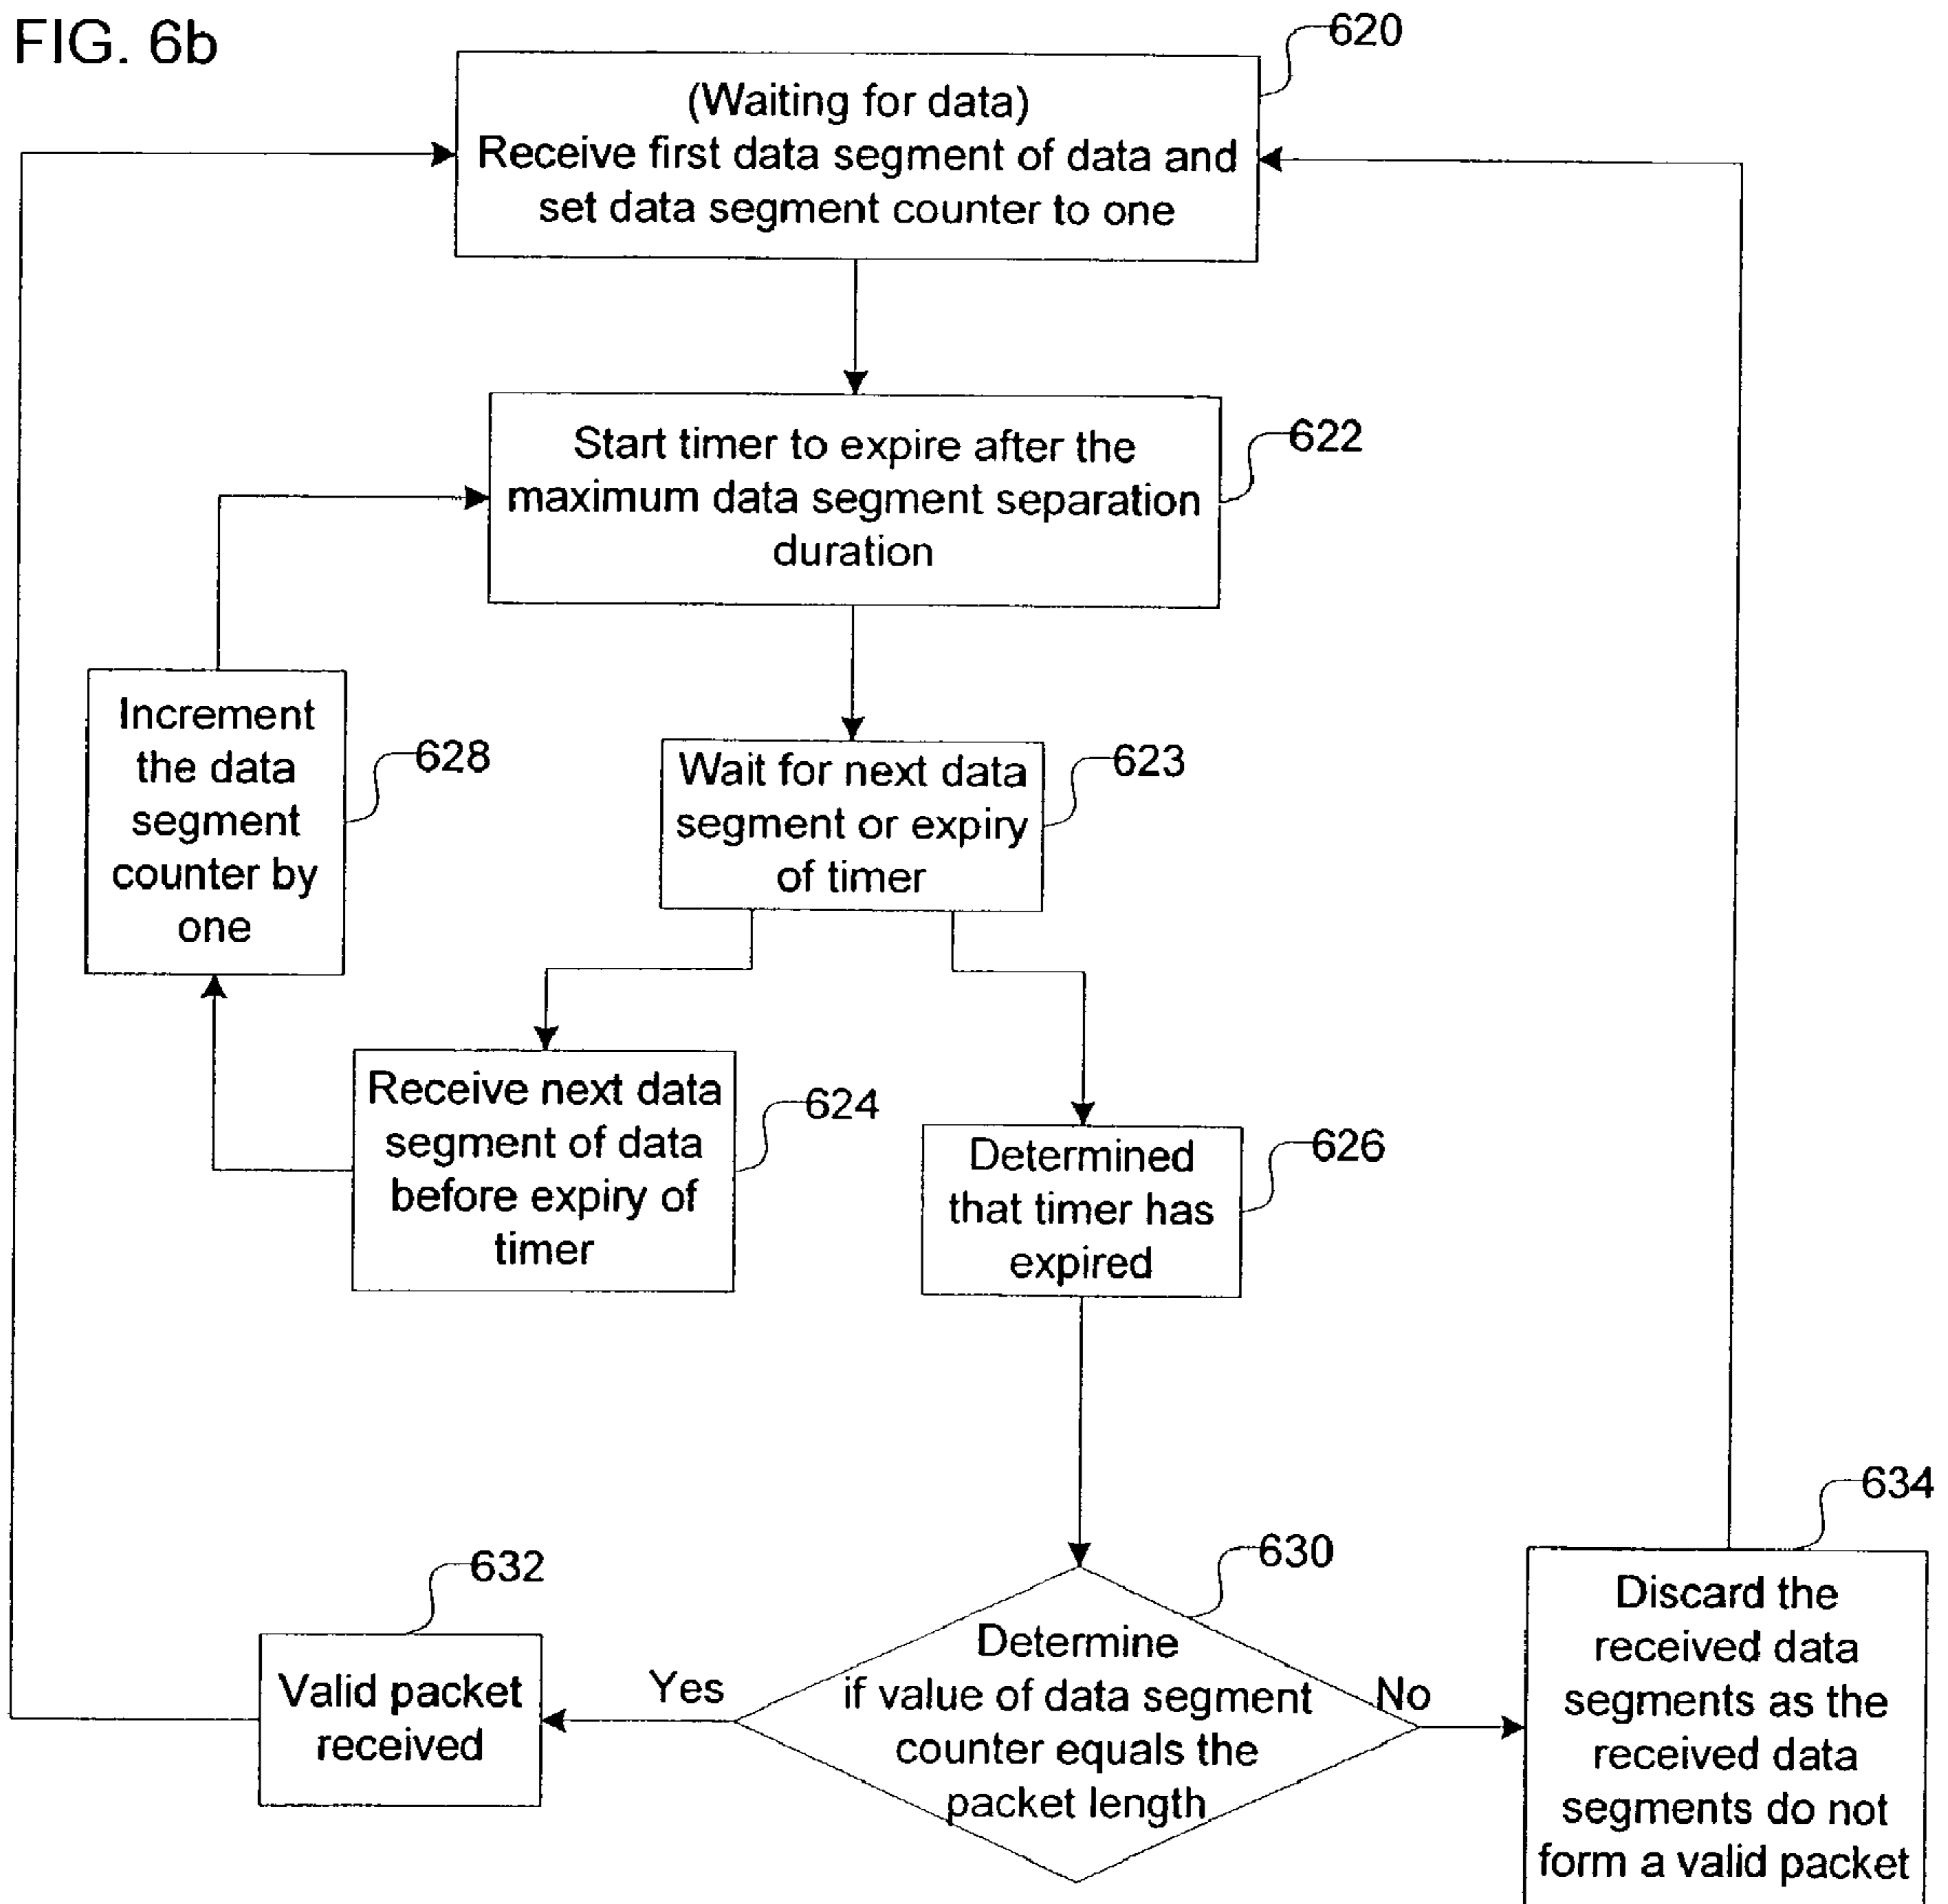 FIG. 6b
620
(Waiting for data)
Receive first data segment of data and
set data segment counter to one
Start timer to expire after the
maximum data segment separation
duration
622
Increment
the data
segment
counter by
one
628
Wait for next data
segment or expiry
of timer
623
Receive next data
segment of data
before expiry of
timer
624
Determined
that timer has
expired
626
630
Determine
if value of data segment
counter equals the
packet length
Yes
No
632
Valid packet
received
634
Discard the
received data
segments as the
received data
segments do not
form a valid packet